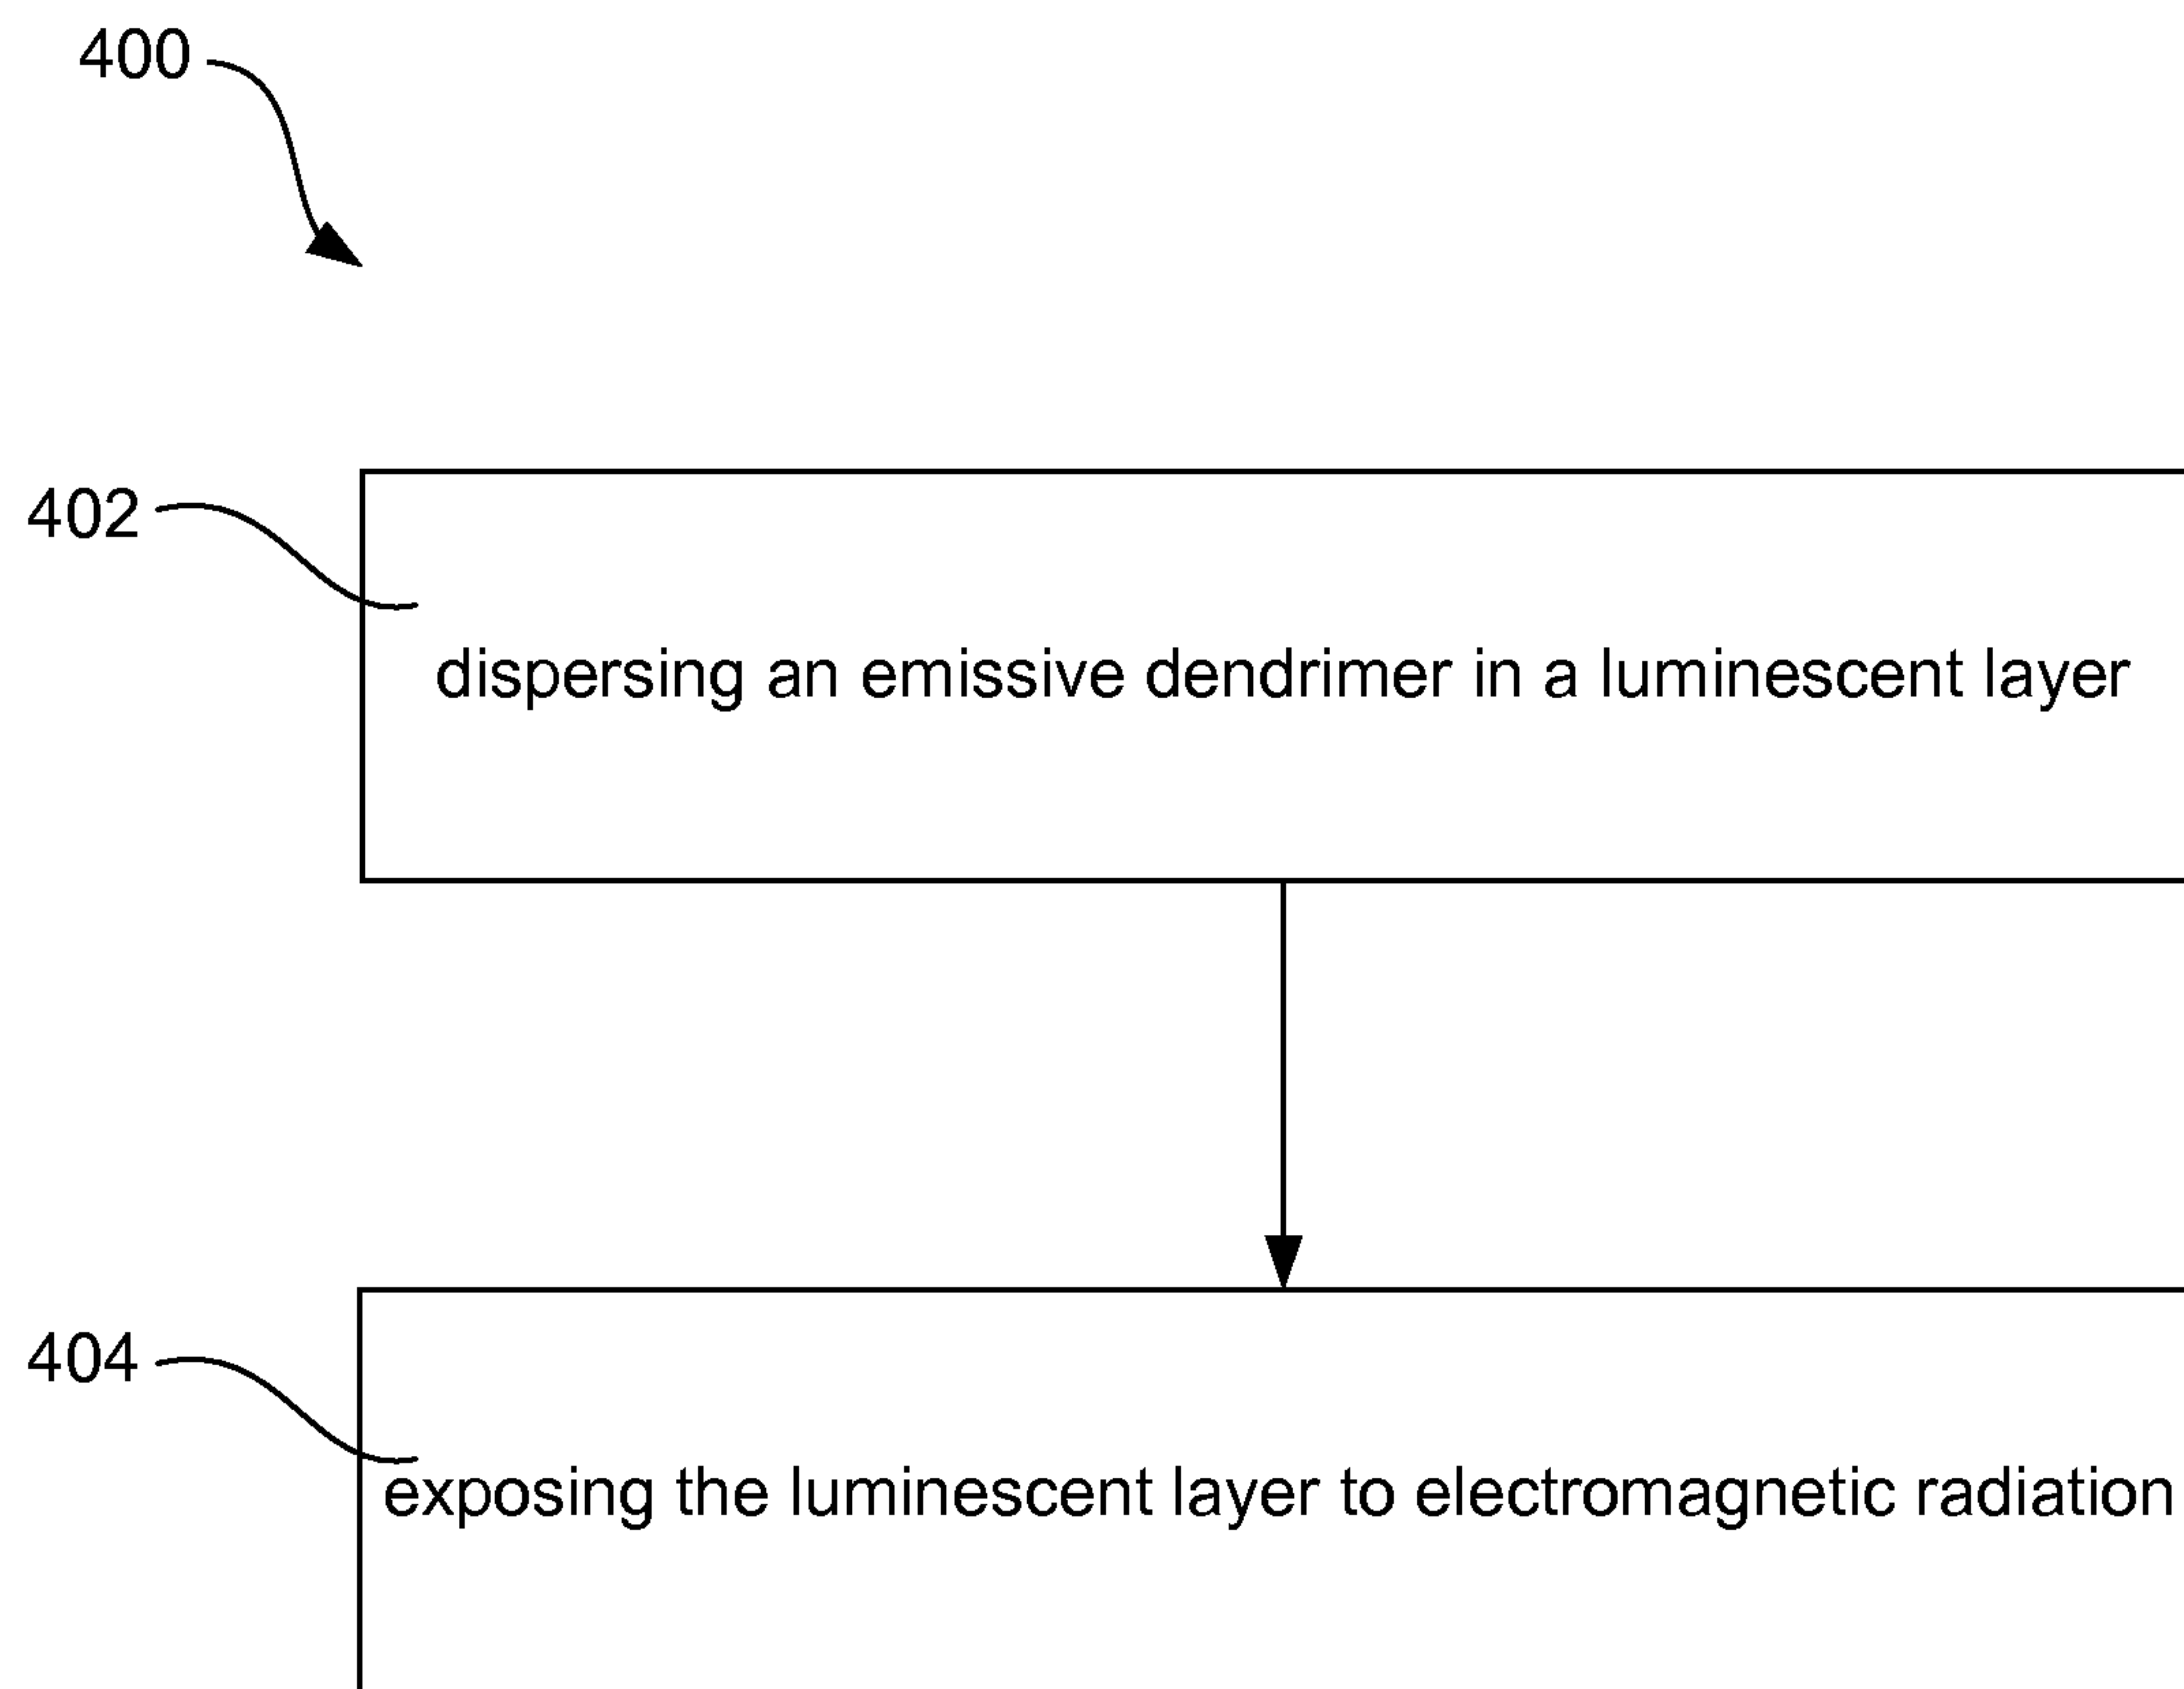 400
402
dispersing an emissive dendrimer in a luminescent layer
404
exposing the luminescent layer to electromagnetic radiation